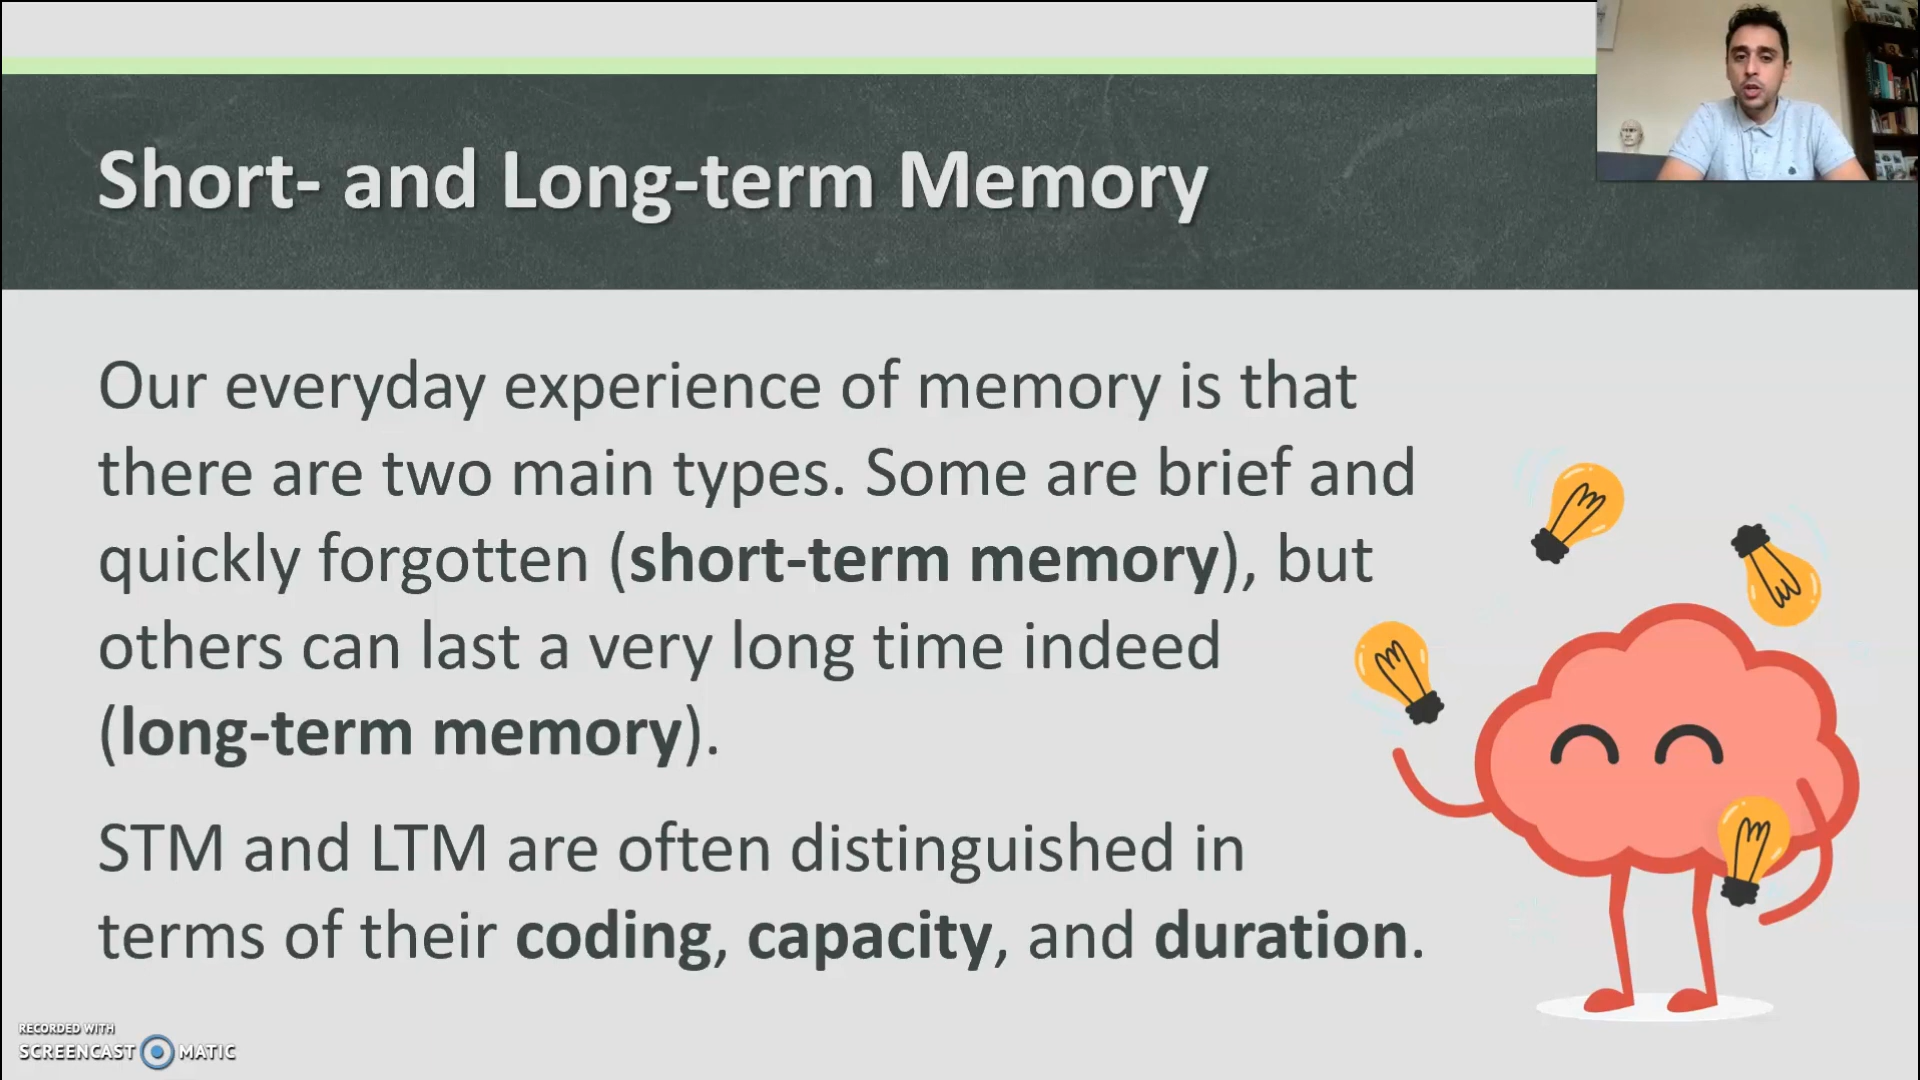 Short- and Long-term Memory
Our everyday experience of memory is that
there are two main types. Some are brief and
quickly forgotten (short-term memory), but
others can last a very long time indeed
(long-term memory).
STM and LTM are often distinguished in
terms of their coding, capacity, and duration.
RECORDED WITH
SCREENCAST MATIC